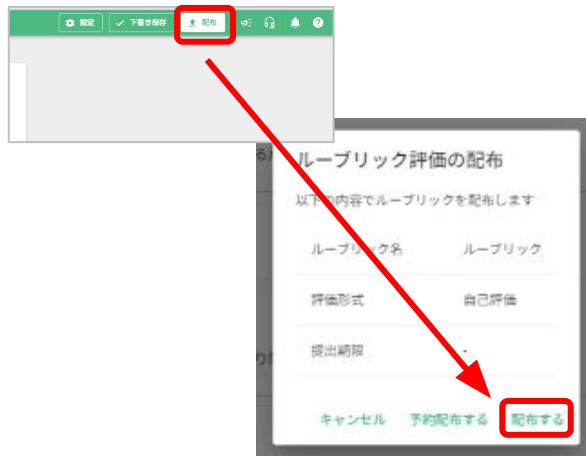 設定 下書き保存 配布
ルーブリック評価の配布
以下の内容でルーブリックを配布します
ルーブリック名 ルーブリック
評価形式 自己評価
提出期限 -
キャンセル 予約配布する 配布する